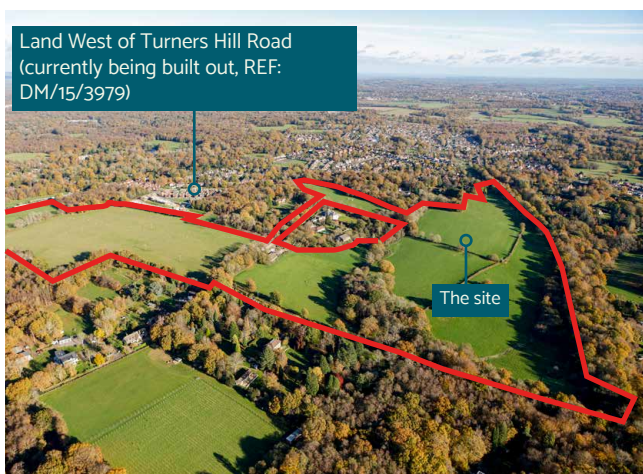 Land West of Turners Hill Road
(currently being built out, REF:
DM/15/3979)
The site